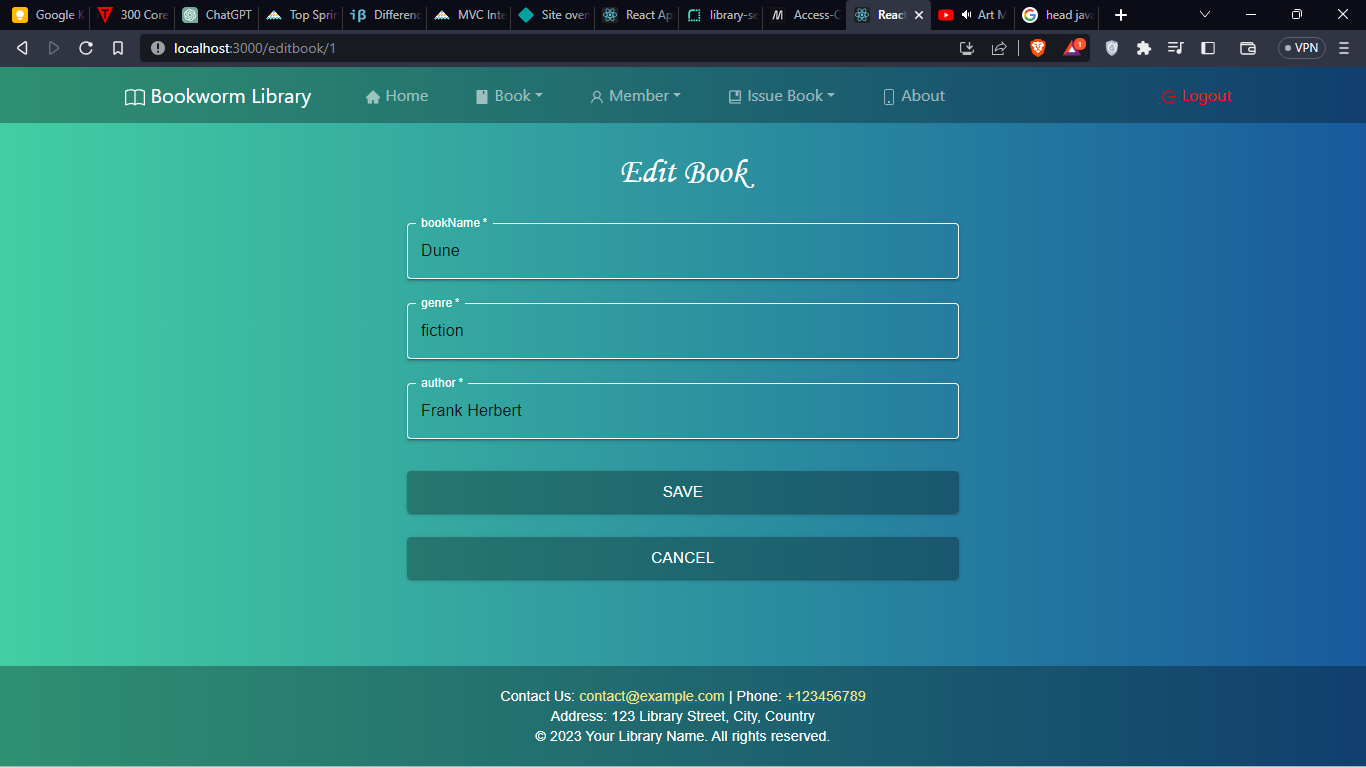 Google K 300 Core ChatGPT Top Sprin iβ Differenc MVC Inte Site over React Ap library-se M Access-C React Art M head java
localhost:3000/editbook/1 1 VPN
Bookworm Library Home Book Member Issue Book About Logout
Edit Book
bookName *
Dune
genre *
fiction
author *
Frank Herbert
SAVE
CANCEL
Contact Us: contact@example.com | Phone: +123456789
Address: 123 Library Street, City, Country
© 2023 Your Library Name. All rights reserved.